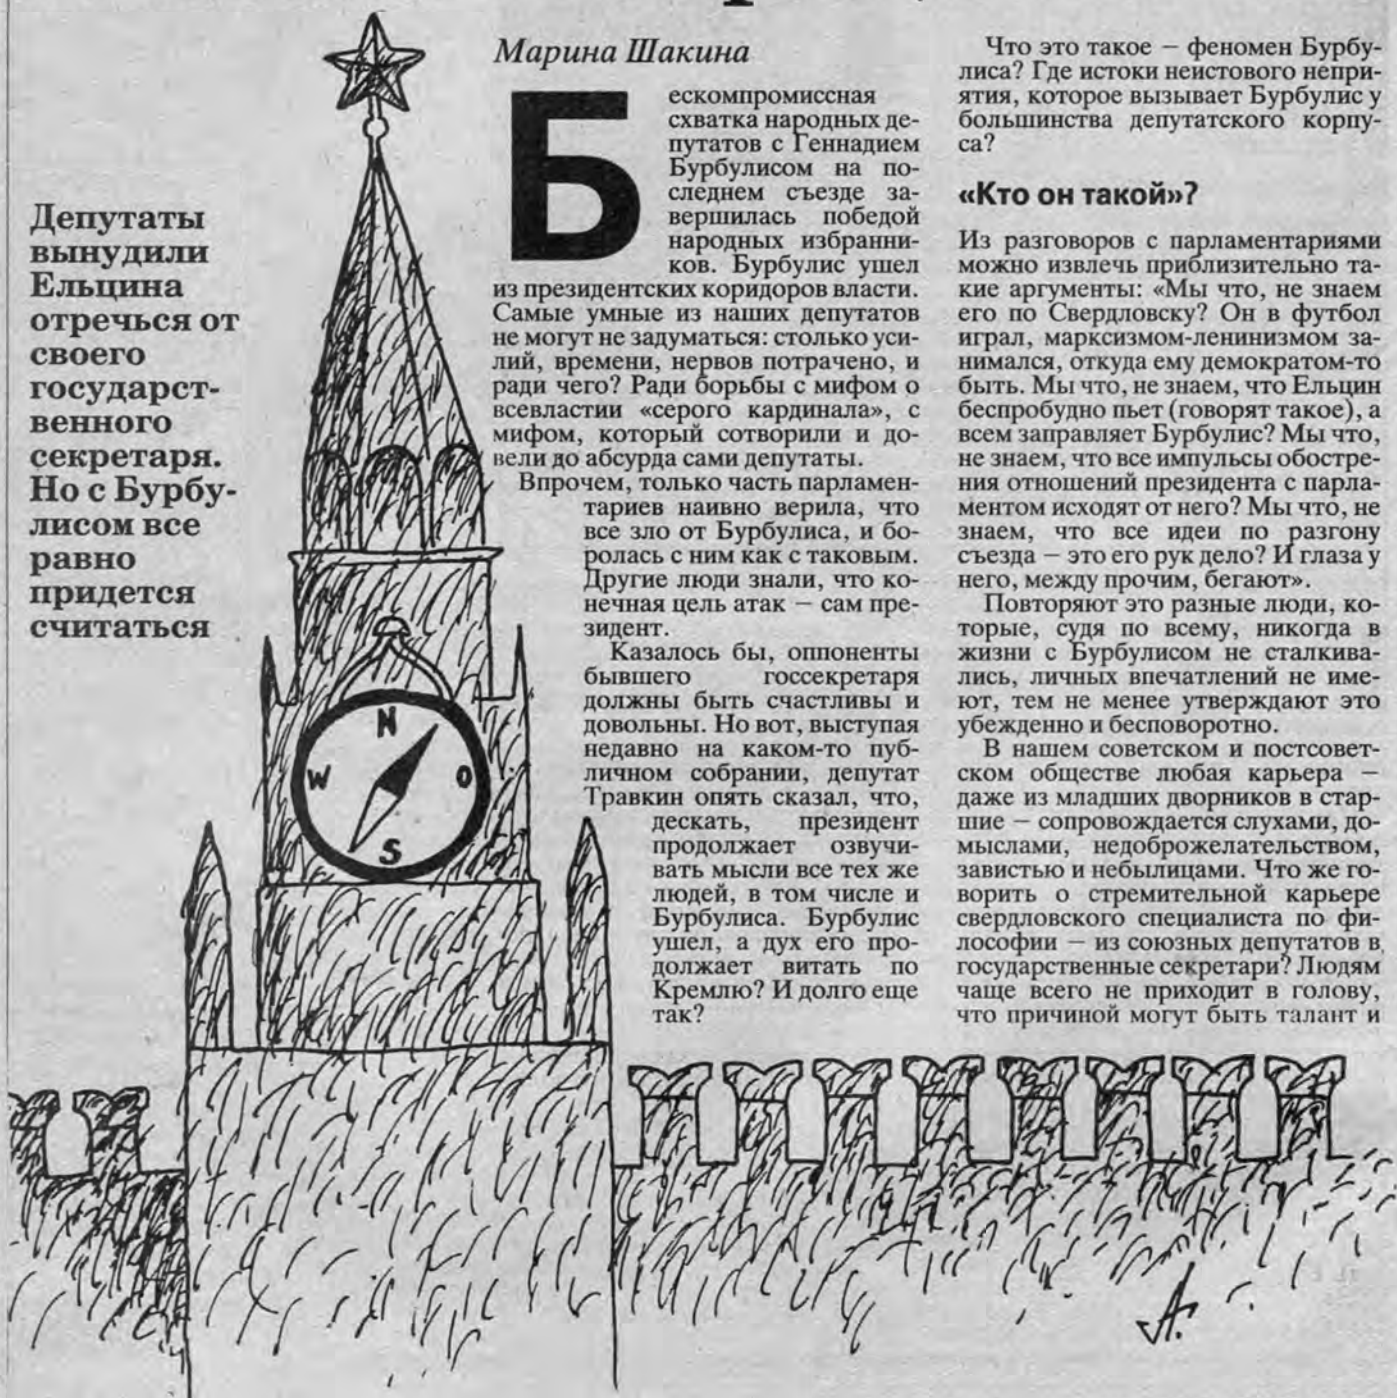 Марина Шакина
Депутаты
вынудили
Ельцина
отречься от
своего
государст-
венного
секретаря.
Но с Бурбу-
лисом все
равно
придется
считаться
Бескомпромиссная
схватка народных де-
путатов с Геннадием
Бурбулисом на по-
следнем съезде за-
вершилась победой
народных избранни-
ков. Бурбулис ушел
из президентских коридоров власти.
Самые умные из наших депутатов
не могут не задуматься: столько уси-
лий, времени, нервов потрачено, и
ради чего? Ради борьбы с мифом о
всевластии «серого кардинала», с
мифом, который сотворили и до-
вели до абсурда сами депутаты.
Впрочем, только часть парламен-
тариев наивно верила, что
все зло от Бурбулиса, и бо-
ролась с ним как с таковым.
Другие люди знали, что ко-
нечная цель атак — сам пре-
зидент.
Казалось бы, оппоненты
бывшего госсекретаря
должны быть счастливы и
довольны. Но вот, выступая
недавно на каком-то пуб-
личном собрании, депутат
Травкин опять сказал, что,
дескать, президент
продолжает озвучи-
вать мысли все тех же
людей, в том числе и
Бурбулиса. Бурбулис
ушел, а дух его про-
должает витать по
Кремлю? И долго еще
так?
Что это такое — феномен Бурбу-
лиса? Где истоки неистового непри-
ятия, которое вызывает Бурбулис у
большинства депутатского корпу-
са?
«Кто он такой»?
Из разговоров с парламентариями
можно извлечь приблизительно та-
кие аргументы: «Мы что, не знаем
его по Свердловску? Он в футбол
играл, марксизмом-ленинизмом за-
нимался, откуда ему демократом-то
быть. Мы что, не знаем, что Ельцин
беспробудно пьет (говорят такое), а
всем заправляет Бурбулис? Мы что,
не знаем, что все импульсы обостре-
ния отношений президента с парла-
ментом исходят от него? Мы что, не
знаем, что все идеи по разгону
съезда — это его рук дело? И глаза у
него, между прочим, бегают».
Повторяют это разные люди, ко-
торые, судя по всему, никогда в
жизни с Бурбулисом не сталкива-
лись, личных впечатлений не име-
ют, тем не менее утверждают это
убежденно и бесповоротно.
В нашем советском и постсовет-
ском обществе любая карьера —
даже из младших дворников в стар-
шие — сопровождается слухами, до-
мыслами, недоброжелательством,
завистью и небылицами. Что же го-
ворить о стремительной карьере
свердловского специалиста по фи-
лософии — из союзных депутатов в
государственные секретари? Людям
чаще всего не приходит в голову,
что причиной могут быть талант и
N
W O
S
А.